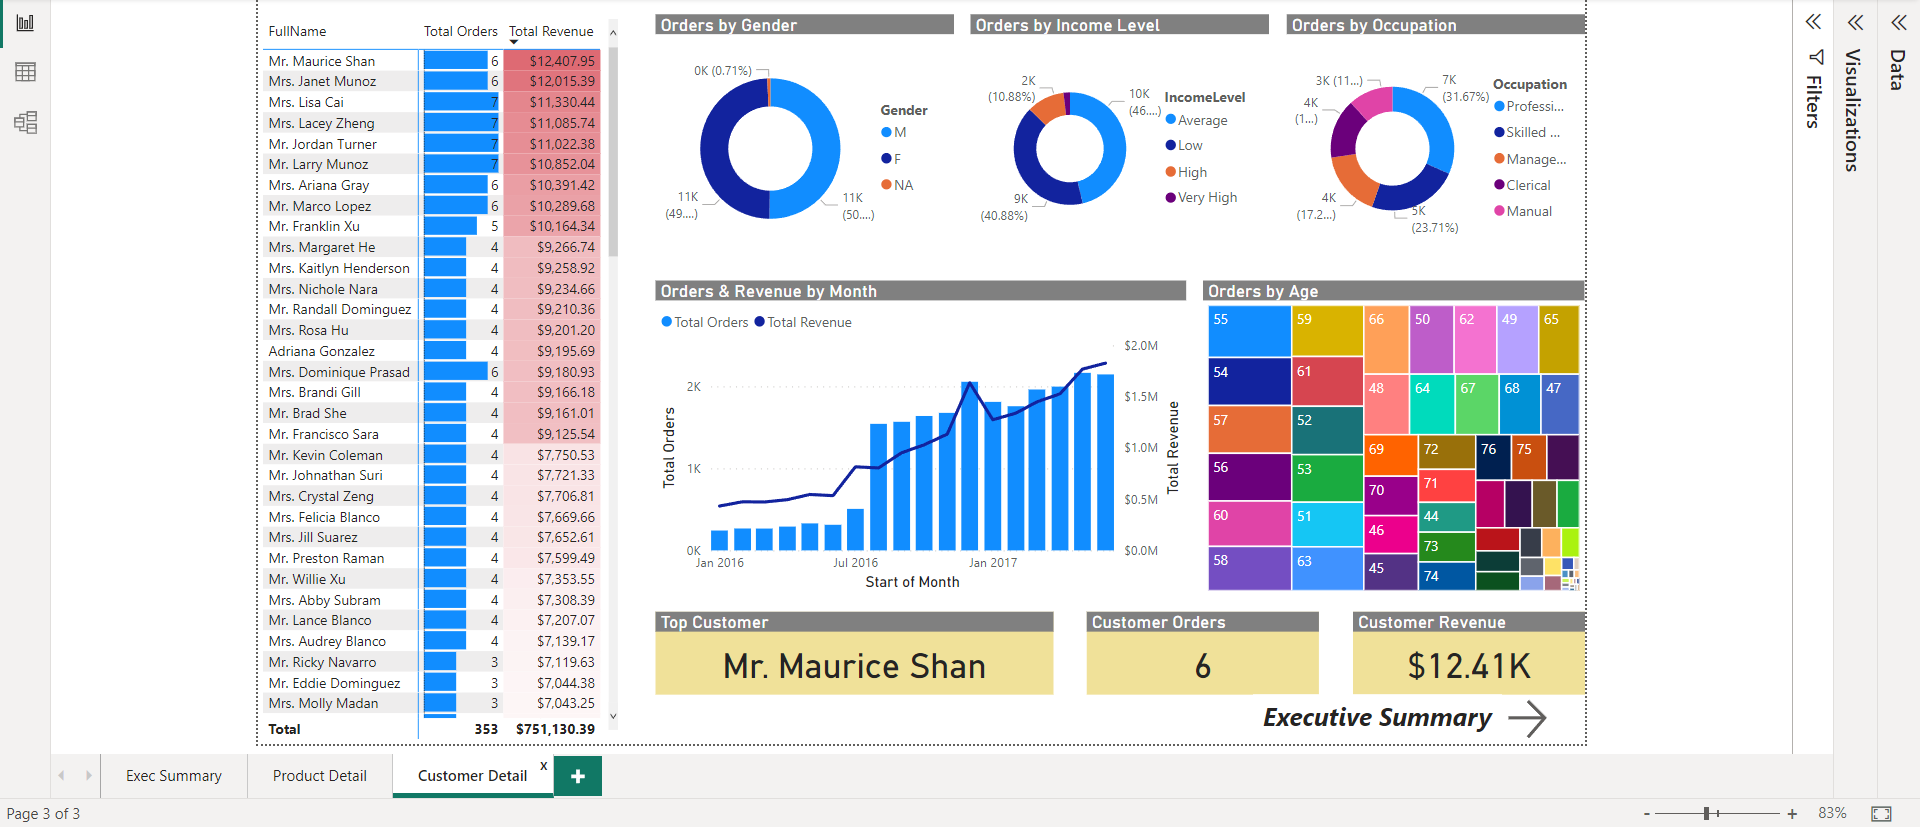 FullName Total Orders Total Revenue
Mr. Maurice Shan 6 $12,407.95
Mrs. Janet Munoz 6 $12,015.39
Mrs. Lisa Cai 7 $11,330.44
Mrs. Lacey Zheng 7 $11,085.74
Mr. Jordan Turner 7 $11,022.38
Mr. Larry Munoz 7 $10,852.04
Mrs. Ariana Gray 6 $10,391.42
Mr. Marco Lopez 6 $10,289.68
Mr. Franklin Xu 5 $10,164.34
Mrs. Margaret He 4 $9,266.74
Mrs. Kaitlyn Henderson 4 $9,258.92
Mrs. Nichole Nara 4 $9,234.66
Mr. Randall Dominguez 4 $9,210.36
Mrs. Rosa Hu 4 $9,201.20
Adriana Gonzalez 4 $9,195.69
Mrs. Dominique Prasad 6 $9,180.93
Mrs. Brandi Gill 4 $9,166.18
Mr. Brad She 4 $9,161.01
Mr. Francisco Sara 4 $9,125.54
Mr. Kevin Coleman 4 $7,750.53
Mr. Johnathan Suri 4 $7,721.33
Mrs. Crystal Zeng 4 $7,706.81
Mrs. Felicia Blanco 4 $7,669.66
Mrs. Jill Suarez 4 $7,652.61
Mr. Preston Raman 4 $7,599.49
Mr. Willie Xu 4 $7,353.55
Mrs. Abby Subram 4 $7,308.39
Mr. Lance Blanco 4 $7,207.07
Mrs. Audrey Blanco 4 $7,139.17
Mr. Ricky Navarro 3 $7,119.63
Mr. Eddie Dominguez 3 $7,044.38
Mrs. Molly Madan 3 $7,043.25
Total 353 $751,130.39
Orders by Gender
0K (0.71%)
11K
(49....)
11K
(50....)
Gender
M
F
NA
Orders by Income Level
2K
(10.88%)
10K
(46....)
9K
(40.88%)
IncomeLevel
Average
Low
High
Very High
Orders by Occupation
3K (11...)
7K
(31.67%)
4K
(1...)
4K
(17.2...)
5K
(23.71%)
Occupation
Professi...
Skilled ...
Manage...
Clerical
Manual
Orders & Revenue by Month
Total Orders Total Revenue
Total Orders
2K
1K
0K
$2.0M
$1.5M
$1.0M
$0.5M
$0.0M
Total Revenue
Jan 2016 Jul 2016 Jan 2017
Start of Month
Orders by Age
55 59 66 50 62 49 65
54 61 48 64 67 68 47
57 52 69 72 76 75
56 53 70 71
60 51 46 44
73
58 63 45 74
Top Customer
Mr. Maurice Shan
Customer Orders
6
Customer Revenue
$12.41K
Executive Summary
Filters
Visualizations
Data
Exec Summary Product Detail Customer Detail x +
Page 3 of 3
- + 83%